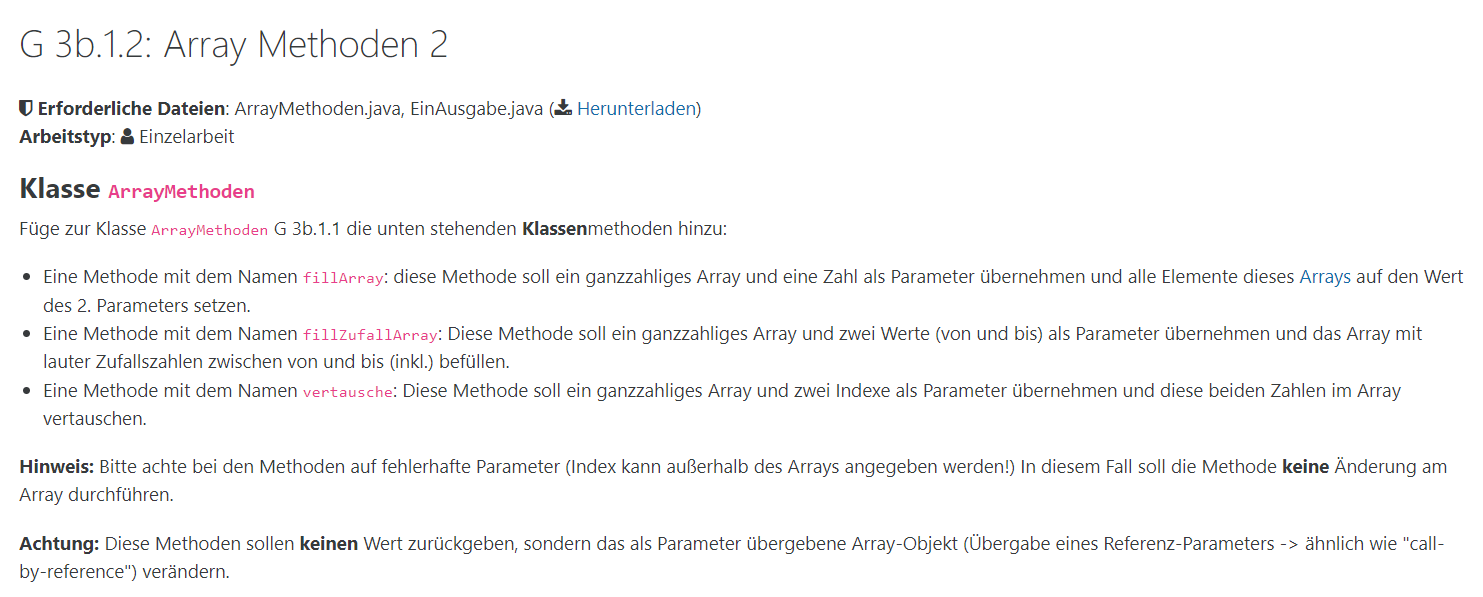 G 3b.1.2: Array Methoden 2
Erforderliche Dateien: ArrayMethoden.java, EinAusgabe.java (Herunterladen)
Arbeitstyp: Einzelarbeit
Klasse ArrayMethoden
Füge zur Klasse ArrayMethoden G 3b.1.1 die unten stehenden Klassenmethoden hinzu:
• Eine Methode mit dem Namen fillArray: diese Methode soll ein ganzzahliges Array und eine Zahl als Parameter übernehmen und alle Elemente dieses Arrays auf den Wert
des 2. Parameters setzen.
• Eine Methode mit dem Namen fillZufallArray: Diese Methode soll ein ganzzahliges Array und zwei Werte (von und bis) als Parameter übernehmen und das Array mit
lauter Zufallszahlen zwischen von und bis (inkl.) befüllen.
• Eine Methode mit dem Namen vertausche: Diese Methode soll ein ganzzahliges Array und zwei Indexe als Parameter übernehmen und diese beiden Zahlen im Array
vertauschen.
Hinweis: Bitte achte bei den Methoden auf fehlerhafte Parameter (Index kann außerhalb des Arrays angegeben werden!) In diesem Fall soll die Methode keine Änderung am
Array durchführen.
Achtung: Diese Methoden sollen keinen Wert zurückgeben, sondern das als Parameter übergebene Array-Objekt (Übergabe eines Referenz-Parameters -> ähnlich wie "call-
by-reference") verändern.